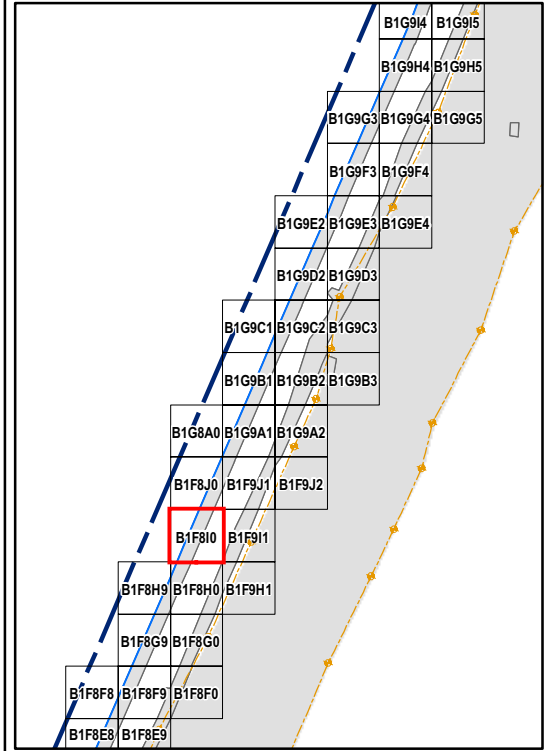 B1G9I4 B1G9I5
B1G9H4 B1G9H5
B1G9G3 B1G9G4 B1G9G5
B1G9F3 B1G9F4
B1G9E2 B1G9E3 B1G9E4
B1G9D2 B1G9D3
B1G9C1 B1G9C2 B1G9C3
B1G9B1 B1G9B2 B1G9B3
B1G8A0 B1G9A1 B1G9A2
B1F8J0 B1F9J1 B1F9J2
B1F8I0 B1F9I1
B1F8H9 B1F8H0 B1F9H1
B1F8G9 B1F8G0
B1F8F8 B1F8F9 B1F8F0
B1F8E8 B1F8E9